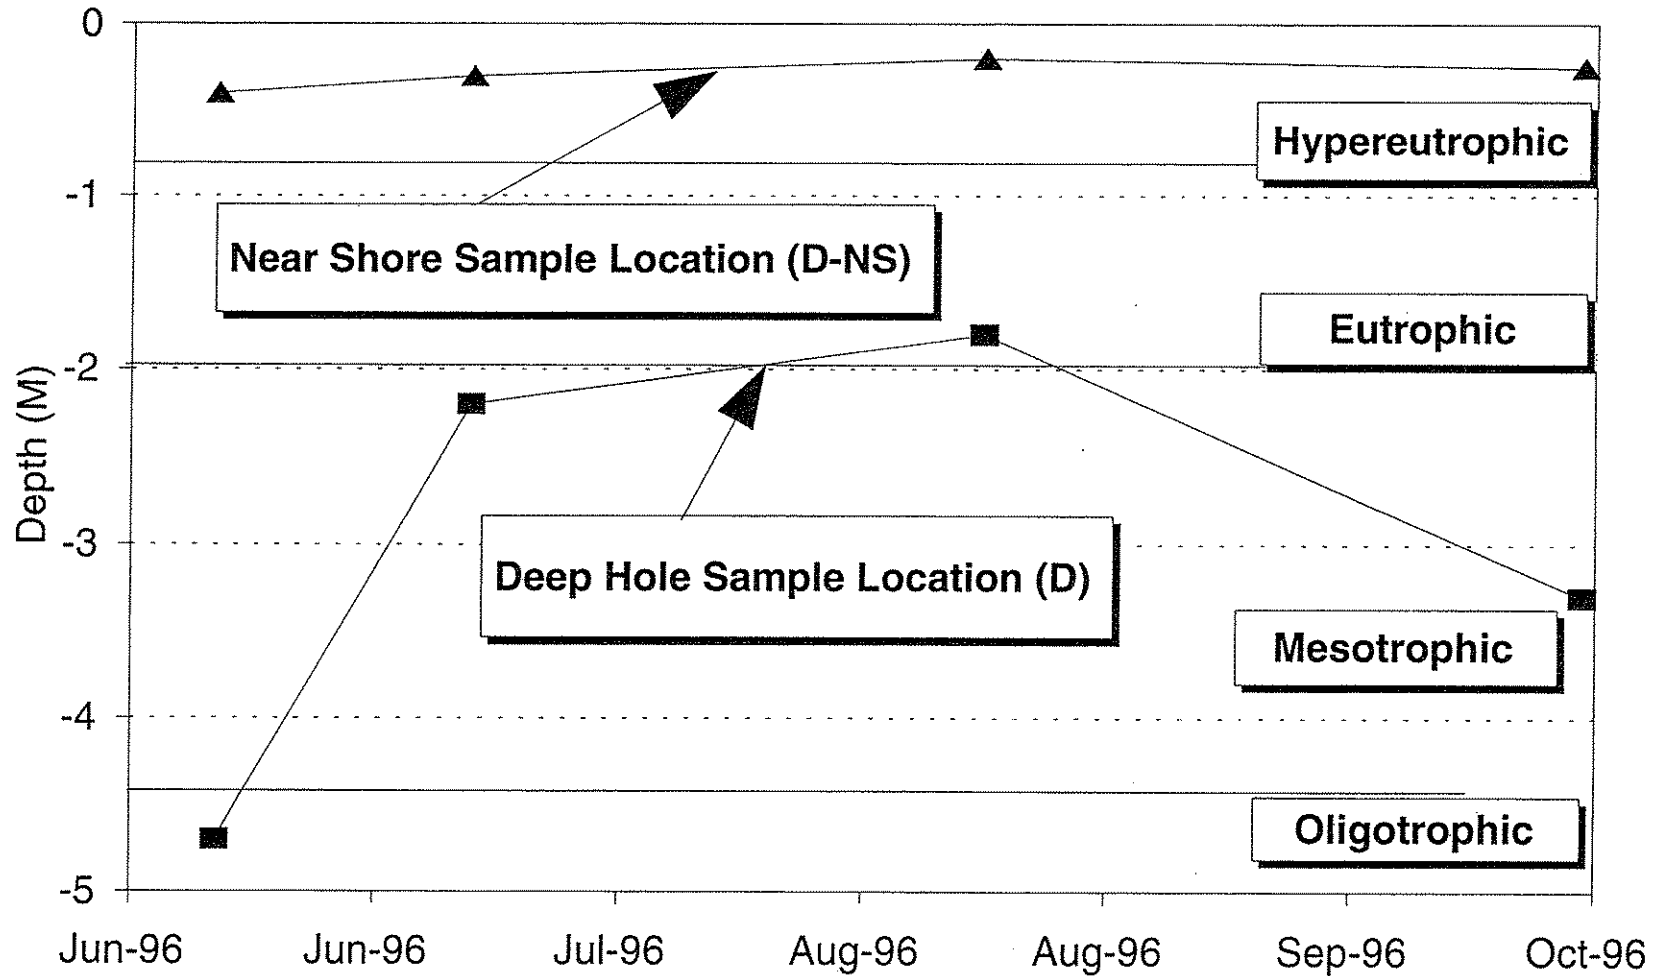 0
Hypereutrophic
-1
Near Shore Sample Location (D-NS)
Eutrophic
-2
Depth (M)
-3
Deep Hole Sample Location (D)
Mesotrophic
-4
Oligotrophic
-5
Jun-96 Jun-96 Jul-96 Aug-96 Aug-96 Sep-96 Oct-96